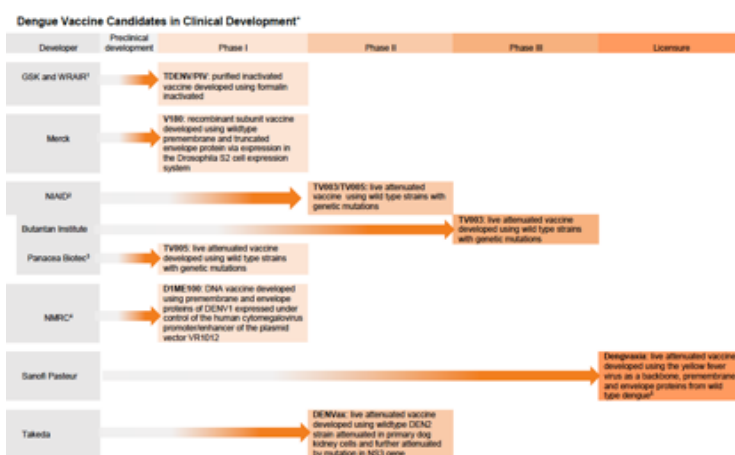 Dengue Vaccine Candidates in Clinical Development*
Developer
Preclinical
development
Phase I
Phase II
Phase III
Licensure
GSK and WRAIR¹
TDENV/PIV: purified inactivated
vaccine developed using formalin
inactivated
Merck
V180: recombinant subunit vaccine
developed using wildtype
premembrane and truncated
envelope protein via expression in
the Drosophila S2 cell expression
system
NIAID²
TV003/TV005: live attenuated
vaccine using wild type strains with
genetic mutations
Butantan Institute
TV003: live attenuated vaccine
developed using wild type strains
with genetic mutations
Panacea Biotec³
TV005: live attenuated vaccine
developed using wild type strains
with genetic mutations
NMRC⁴
D1ME100: DNA vaccine developed
using premembrane and envelope
proteins of DENV1 expressed under
control of the human cytomegalovirus
promoter/enhancer of the plasmid
vector VR1012
Sanofi Pasteur
Dengvaxia: live attenuated vaccine
developed using the yellow fever
virus as a backbone, premembrane
and envelope proteins from wild
type dengue⁵
Takeda
DENVax: live attenuated vaccine
developed using wildtype DEN2
strain attenuated in primary dog
kidney cells and further attenuated
by mutation in NS3 gene